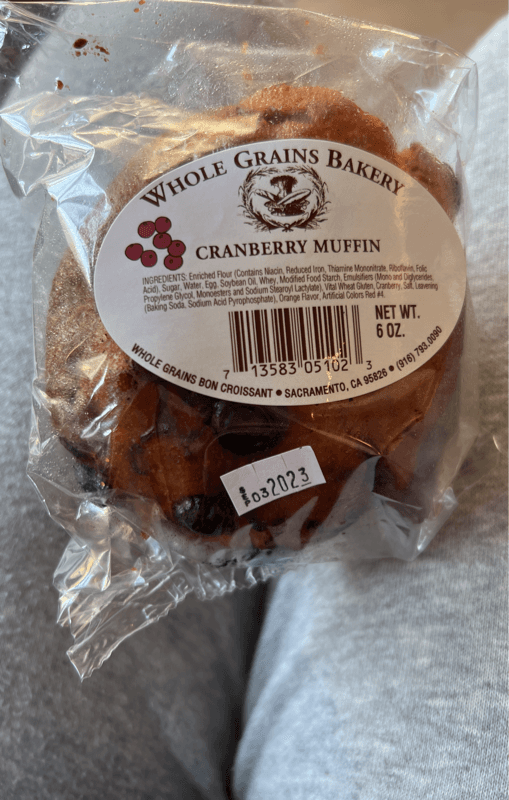 WHOLE GRAINS BAKERY
CRANBERRY MUFFIN
INGREDIENTS: Enriched Flour (Contains Niacin, Reduced Iron, Thiamine Mononitrate, Riboflavin, Folic
Acid), Sugar, Water, Egg, Soybean Oil, Whey, Modified Food Starch, Emulsifiers (Mono and Diglycerides,
Propylene Glycol, Monoesters and Sodium Stearoyl Lactylate), Vital Wheat Gluten, Cranberry, Salt, Leavening
(Baking Soda, Sodium Acid Pyrophosphate), Orange Flavor, Artificial Colors Red #4.
NET WT.
6 OZ.
7 13583 05102 3
WHOLE GRAINS BON CROISSANT • SACRAMENTO, CA 95826 • (916) 793.0090
03 2023